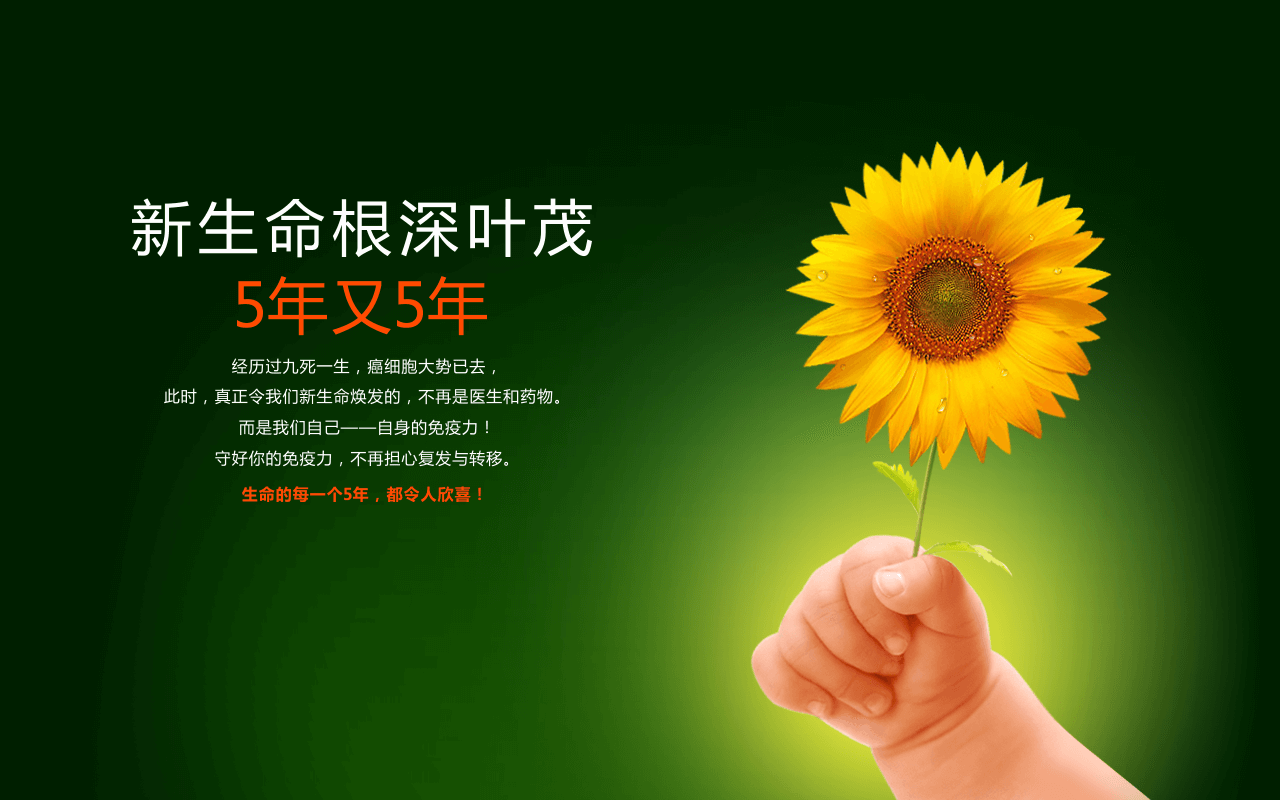 新生命根深叶茂
5年又5年
经历过九死一生，癌细胞大势已去，
此时，真正令我们新生命焕发的，不再是医生和药物。
而是我们自己——自身的免疫力！
守好你的免疫力，不再担心复发与转移。
生命的每一个5年，都令人欣喜！